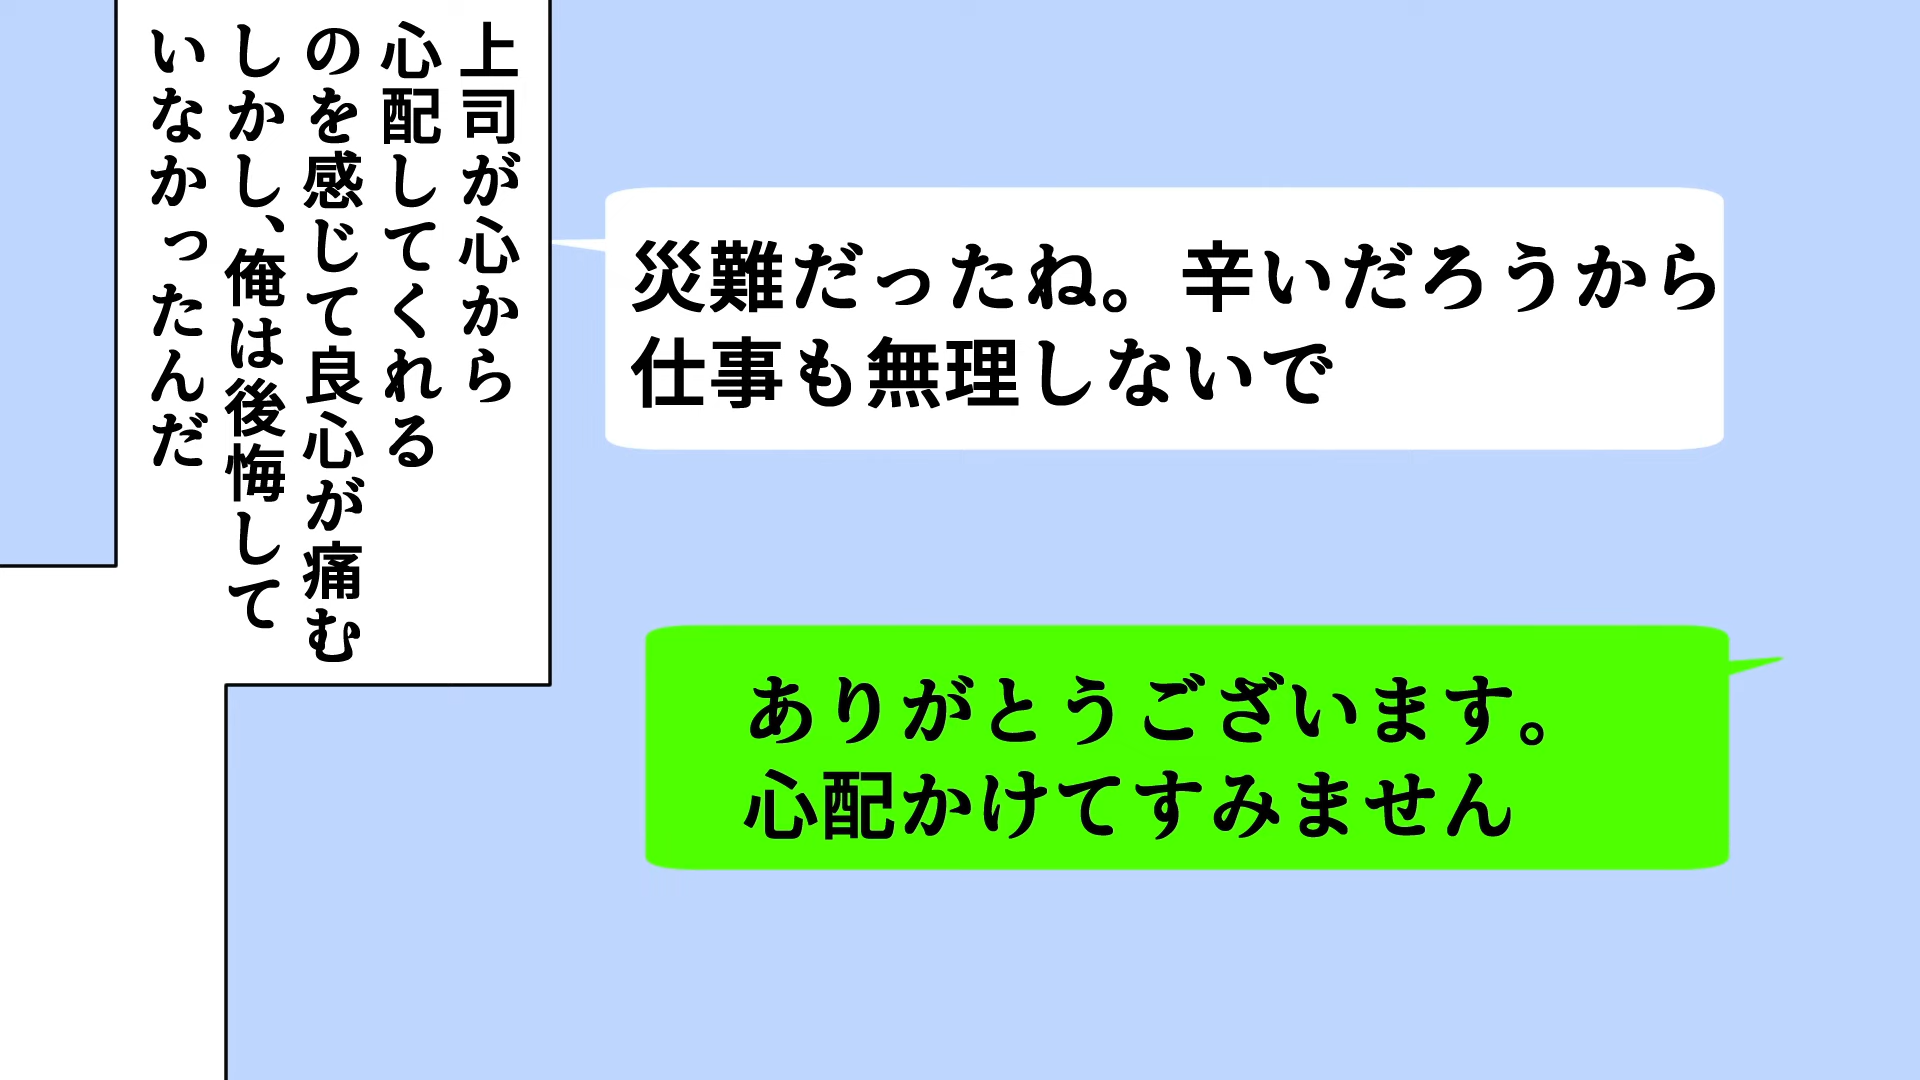 上司が心から
心配してくれる
のを感じて良心が痛む
しかし、俺は後悔して
いなかったんだ
災難だったね。辛いだろうから
仕事も無理しないで
ありがとうございます。
心配かけてすみません